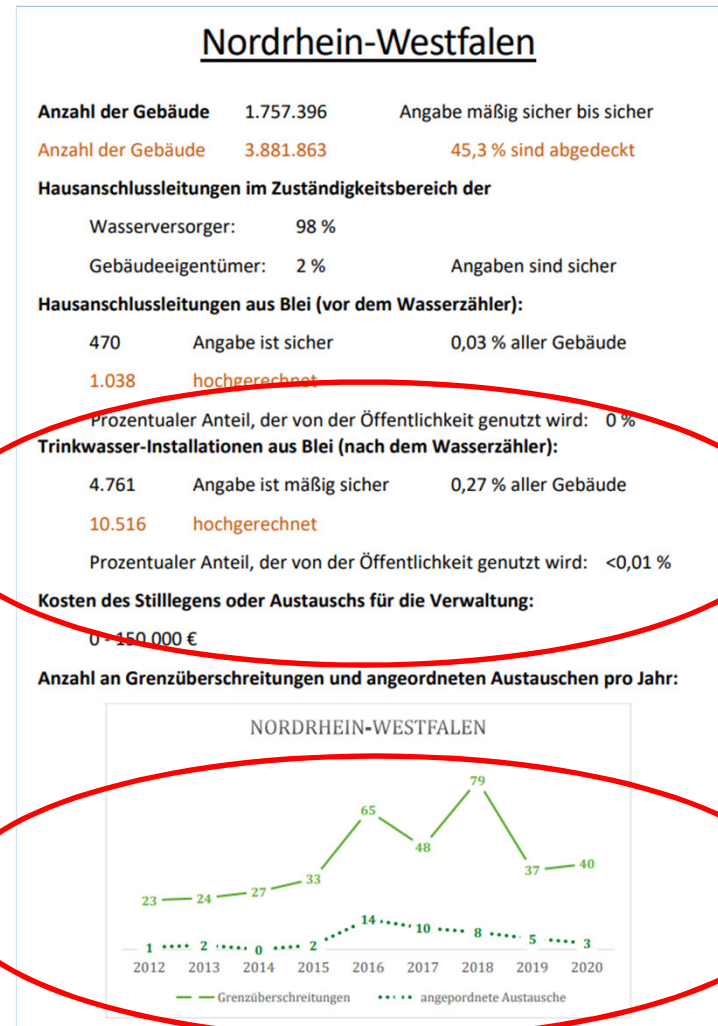 Nordrhein-Westfalen
Anzahl der Gebäude 1.757.396 Angabe mäßig sicher bis sicher
Anzahl der Gebäude 3.881.863 45,3 % sind abgedeckt
Hausanschlussleitungen im Zuständigkeitsbereich der
Wasserversorger: 98 %
Gebäudeeigentümer: 2 % Angaben sind sicher
Hausanschlussleitungen aus Blei (vor dem Wasserzähler):
470 Angabe ist sicher 0,03 % aller Gebäude
1.038 hochgerechnet
Prozentualer Anteil, der von der Öffentlichkeit genutzt wird: 0 %
Trinkwasser-Installationen aus Blei (nach dem Wasserzähler):
4.761 Angabe ist mäßig sicher 0,27 % aller Gebäude
10.516 hochgerechnet
Prozentualer Anteil, der von der Öffentlichkeit genutzt wird: <0,01 %
Kosten des Stilllegens oder Austauschs für die Verwaltung:
0 - 150.000 €
Anzahl an Grenzüberschreitungen und angeordneten Austauschen pro Jahr:
NORDRHEIN-WESTFALEN
23 24 27 33 65 48 79 37 40
1 2 0 2 14 10 8 5 3
2012 2013 2014 2015 2016 2017 2018 2019 2020
Grenzüberschreitungen angepordnete Austausche